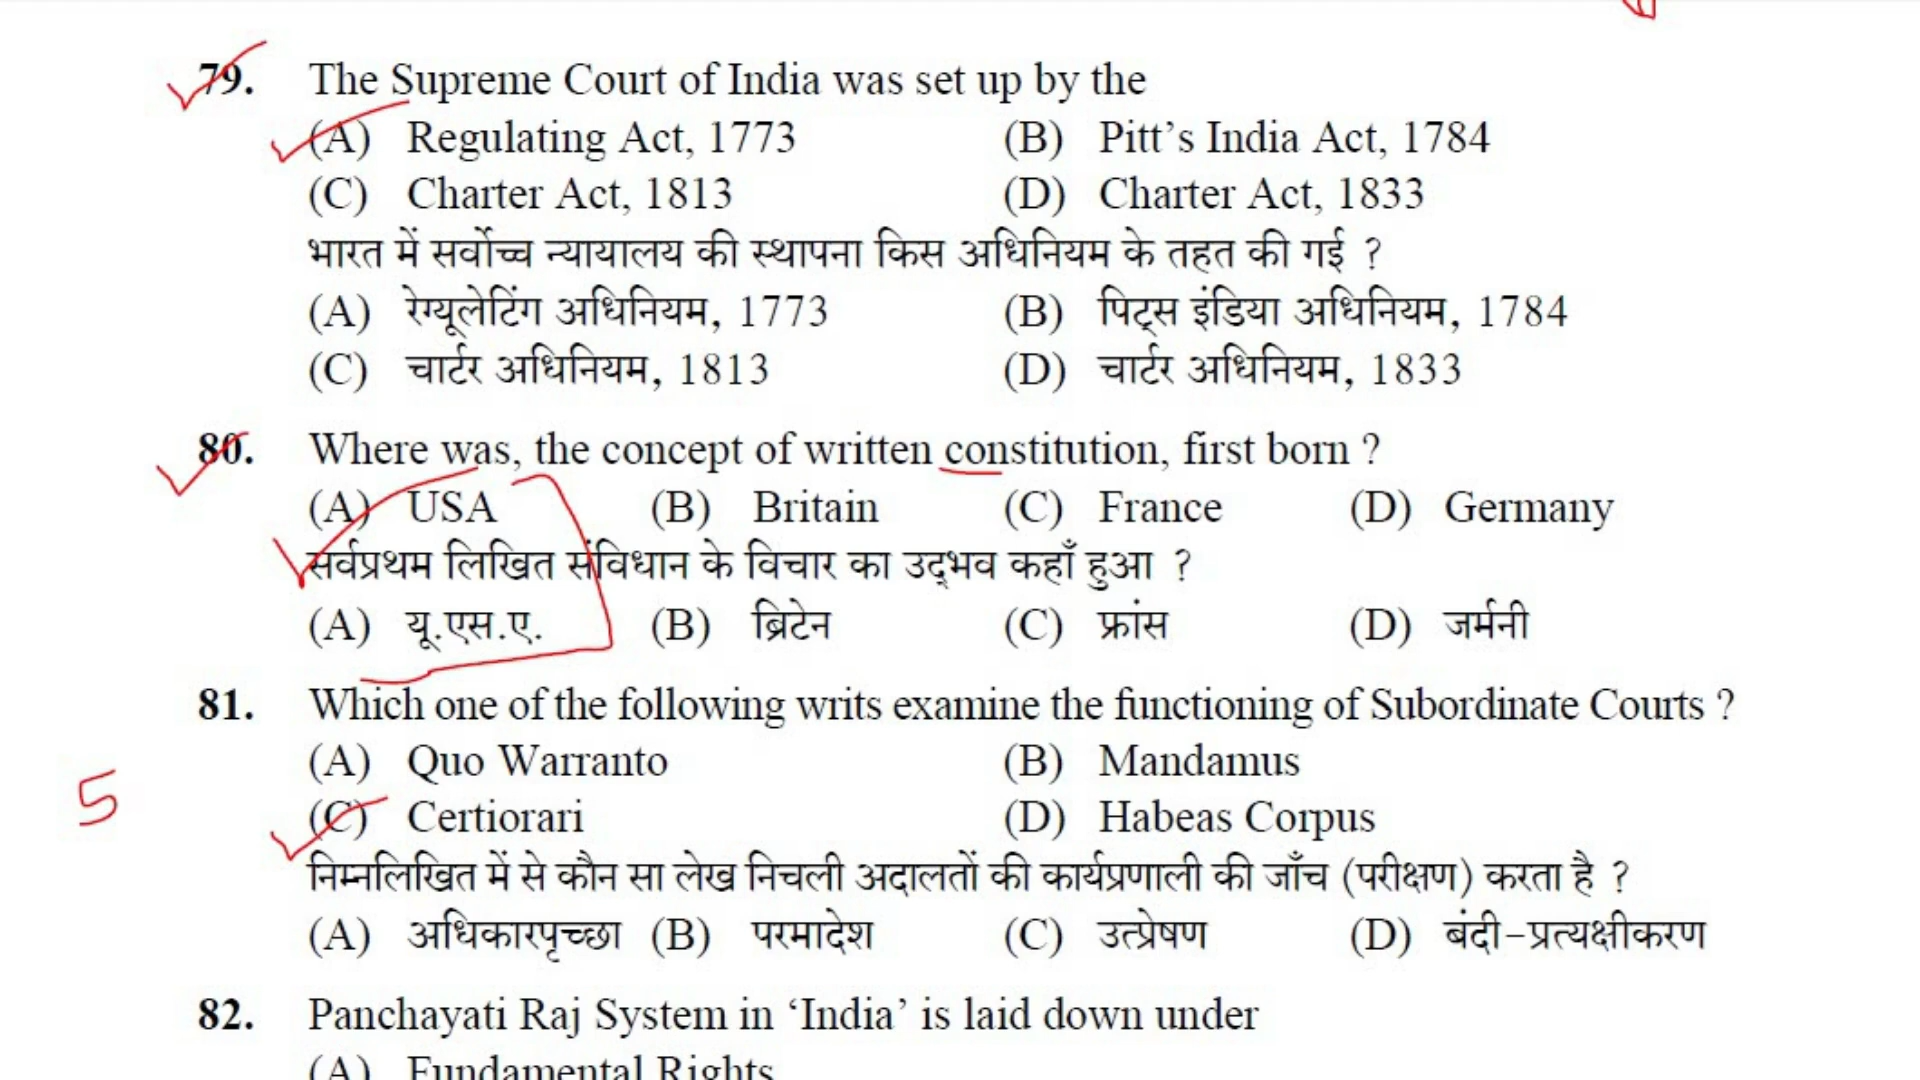 79. The Supreme Court of India was set up by the
(A) Regulating Act, 1773 (B) Pitt’s India Act, 1784
(C) Charter Act, 1813 (D) Charter Act, 1833
भारत में सर्वोच्च न्यायालय की स्थापना किस अधिनियम के तहत की गई ?
(A) रेग्यूलेटिंग अधिनियम, 1773 (B) पिट्स इंडिया अधिनियम, 1784
(C) चार्टर अधिनियम, 1813 (D) चार्टर अधिनियम, 1833
80. Where was, the concept of written constitution, first born ?
(A) USA (B) Britain (C) France (D) Germany
सर्वप्रथम लिखित संविधान के विचार का उद्‌भव कहाँ हुआ ?
(A) यू.एस.ए. (B) ब्रिटेन (C) फ्रांस (D) जर्मनी
81. Which one of the following writs examine the functioning of Subordinate Courts ?
(A) Quo Warranto (B) Mandamus
5
(C) Certiorari (D) Habeas Corpus
निम्नलिखित में से कौन सा लेख निचली अदालतों की कार्यप्रणाली की जाँच (परीक्षण) करता है ?
(A) अधिकारपृच्छा (B) परमादेश (C) उत्प्रेषण (D) बंदी-प्रत्यक्षीकरण
82. Panchayati Raj System in ‘India’ is laid down under
(A) Fundamental Rights